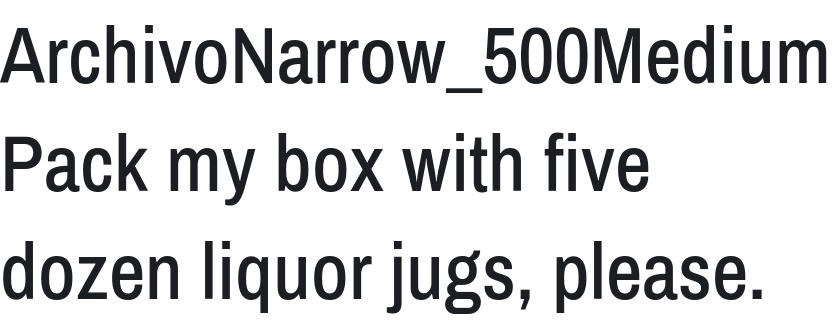 ArchivoNarrow_500Medium
Pack my box with five
dozen liquor jugs, please.